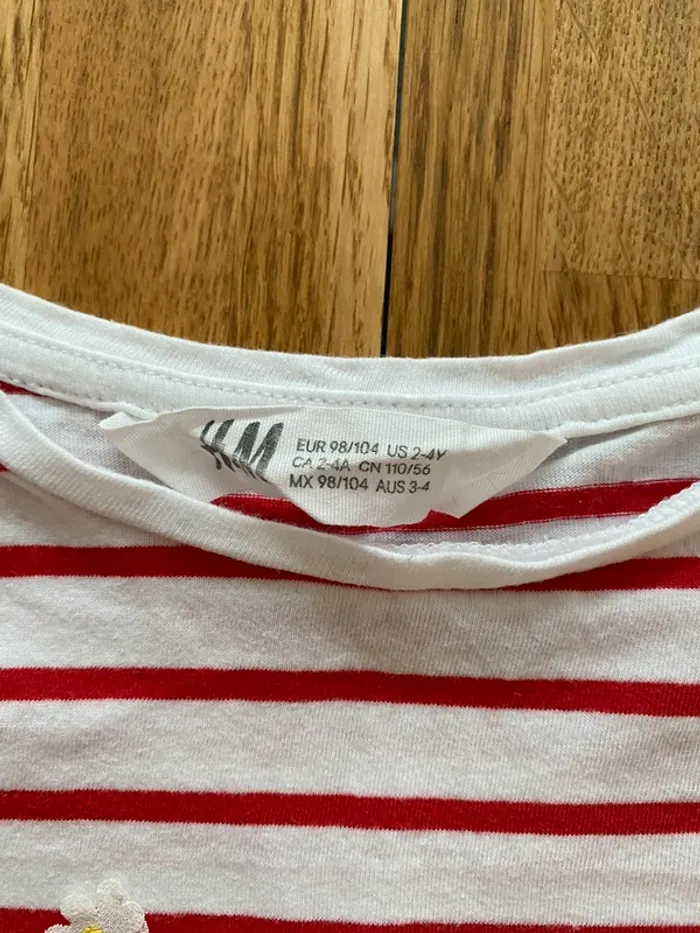 H&M
EUR 98/104 US 2-4Y
CA 2-4A CN 110/56
MX 98/104 AUS 3-4